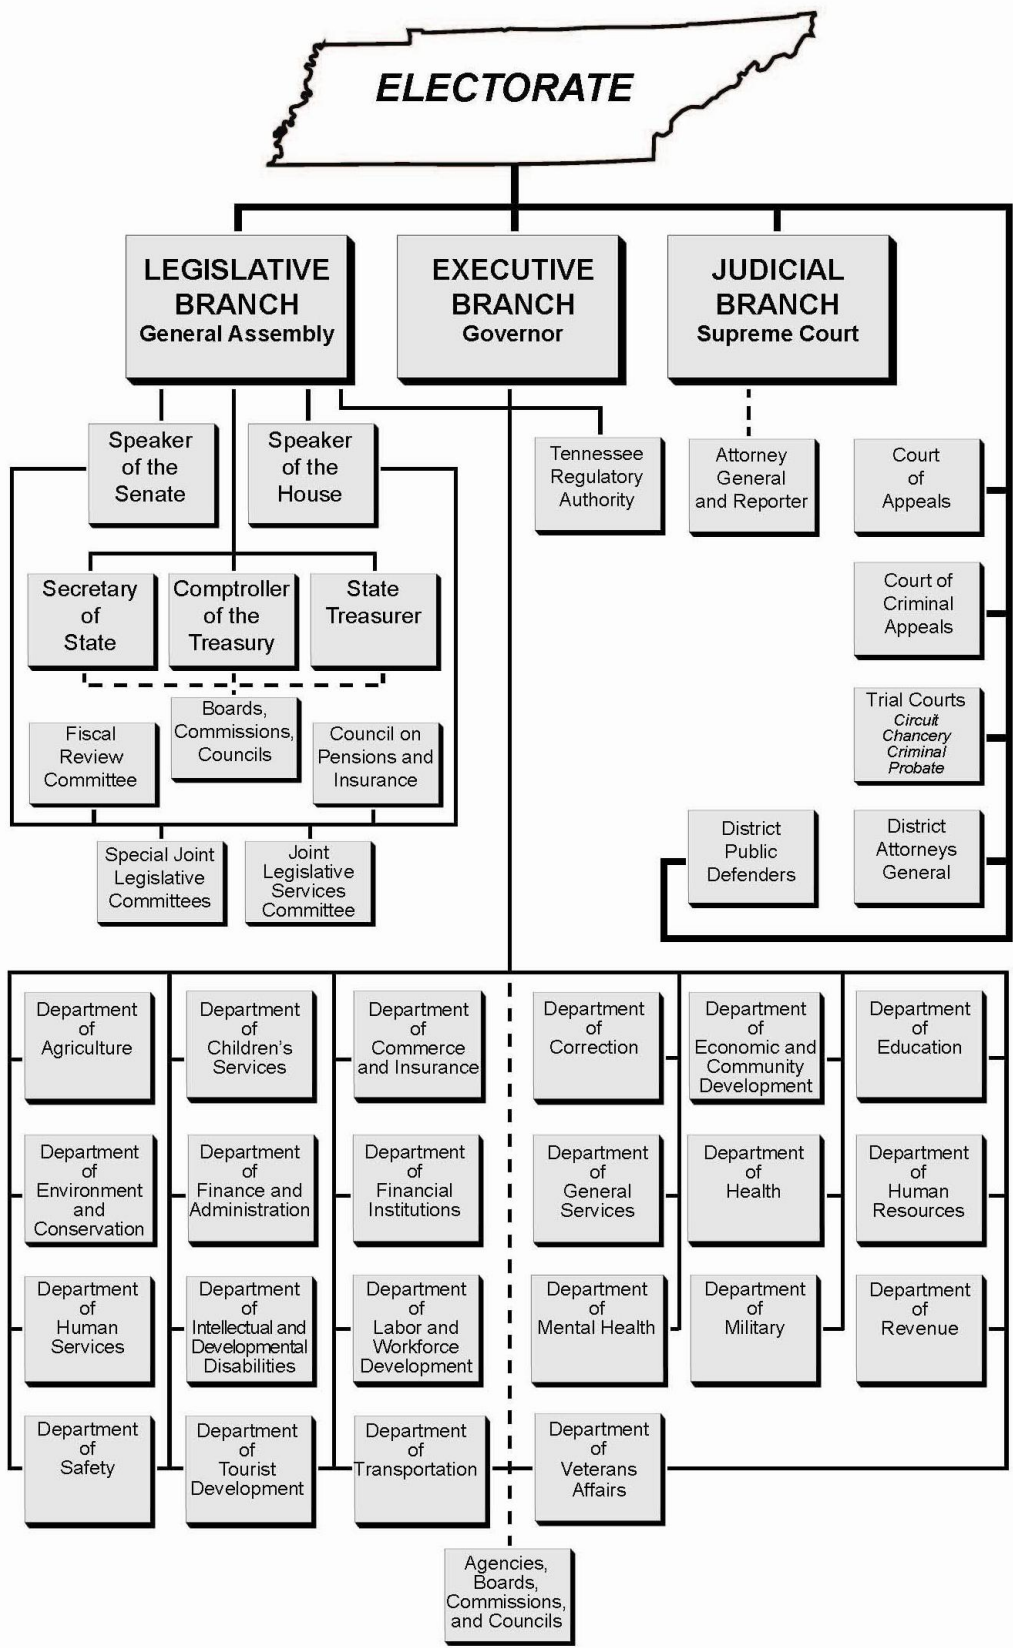 ELECTORATE
LEGISLATIVE
BRANCH
General Assembly
EXECUTIVE
BRANCH
Governor
JUDICIAL
BRANCH
Supreme Court
Speaker
of the
Senate
Speaker
of the
House
Tennessee
Regulatory
Authority
Attorney
General
and Reporter
Court
of
Appeals
Secretary
of
State
Comptroller
of the
Treasury
State
Treasurer
Court of
Criminal
Appeals
Boards,
Commissions,
Councils
Fiscal
Review
Committee
Council on
Pensions and
Insurance
Trial Courts
Circuit
Chancery
Criminal
Probate
Special Joint
Legislative
Committees
Joint
Legislative
Services
Committee
District
Public
Defenders
District
Attorneys
General
Department
of
Agriculture
Department
of
Children's
Services
Department
of
Commerce
and Insurance
Department
of
Correction
Department
of
Economic and
Community
Development
Department
of
Education
Department
of
Environment
and
Conservation
Department
of
Finance and
Administration
Department
of
Financial
Institutions
Department
of
General
Services
Department
of
Health
Department
of
Human
Resources
Department
of
Human
Services
Department
of
Intellectual and
Developmental
Disabilities
Department
of
Labor and
Workforce
Development
Department
of
Mental Health
Department
of
Military
Department
of
Revenue
Department
of
Safety
Department
of
Tourist
Development
Department
of
Transportation
Department
of
Veterans
Affairs
Agencies,
Boards,
Commissions,
and Councils